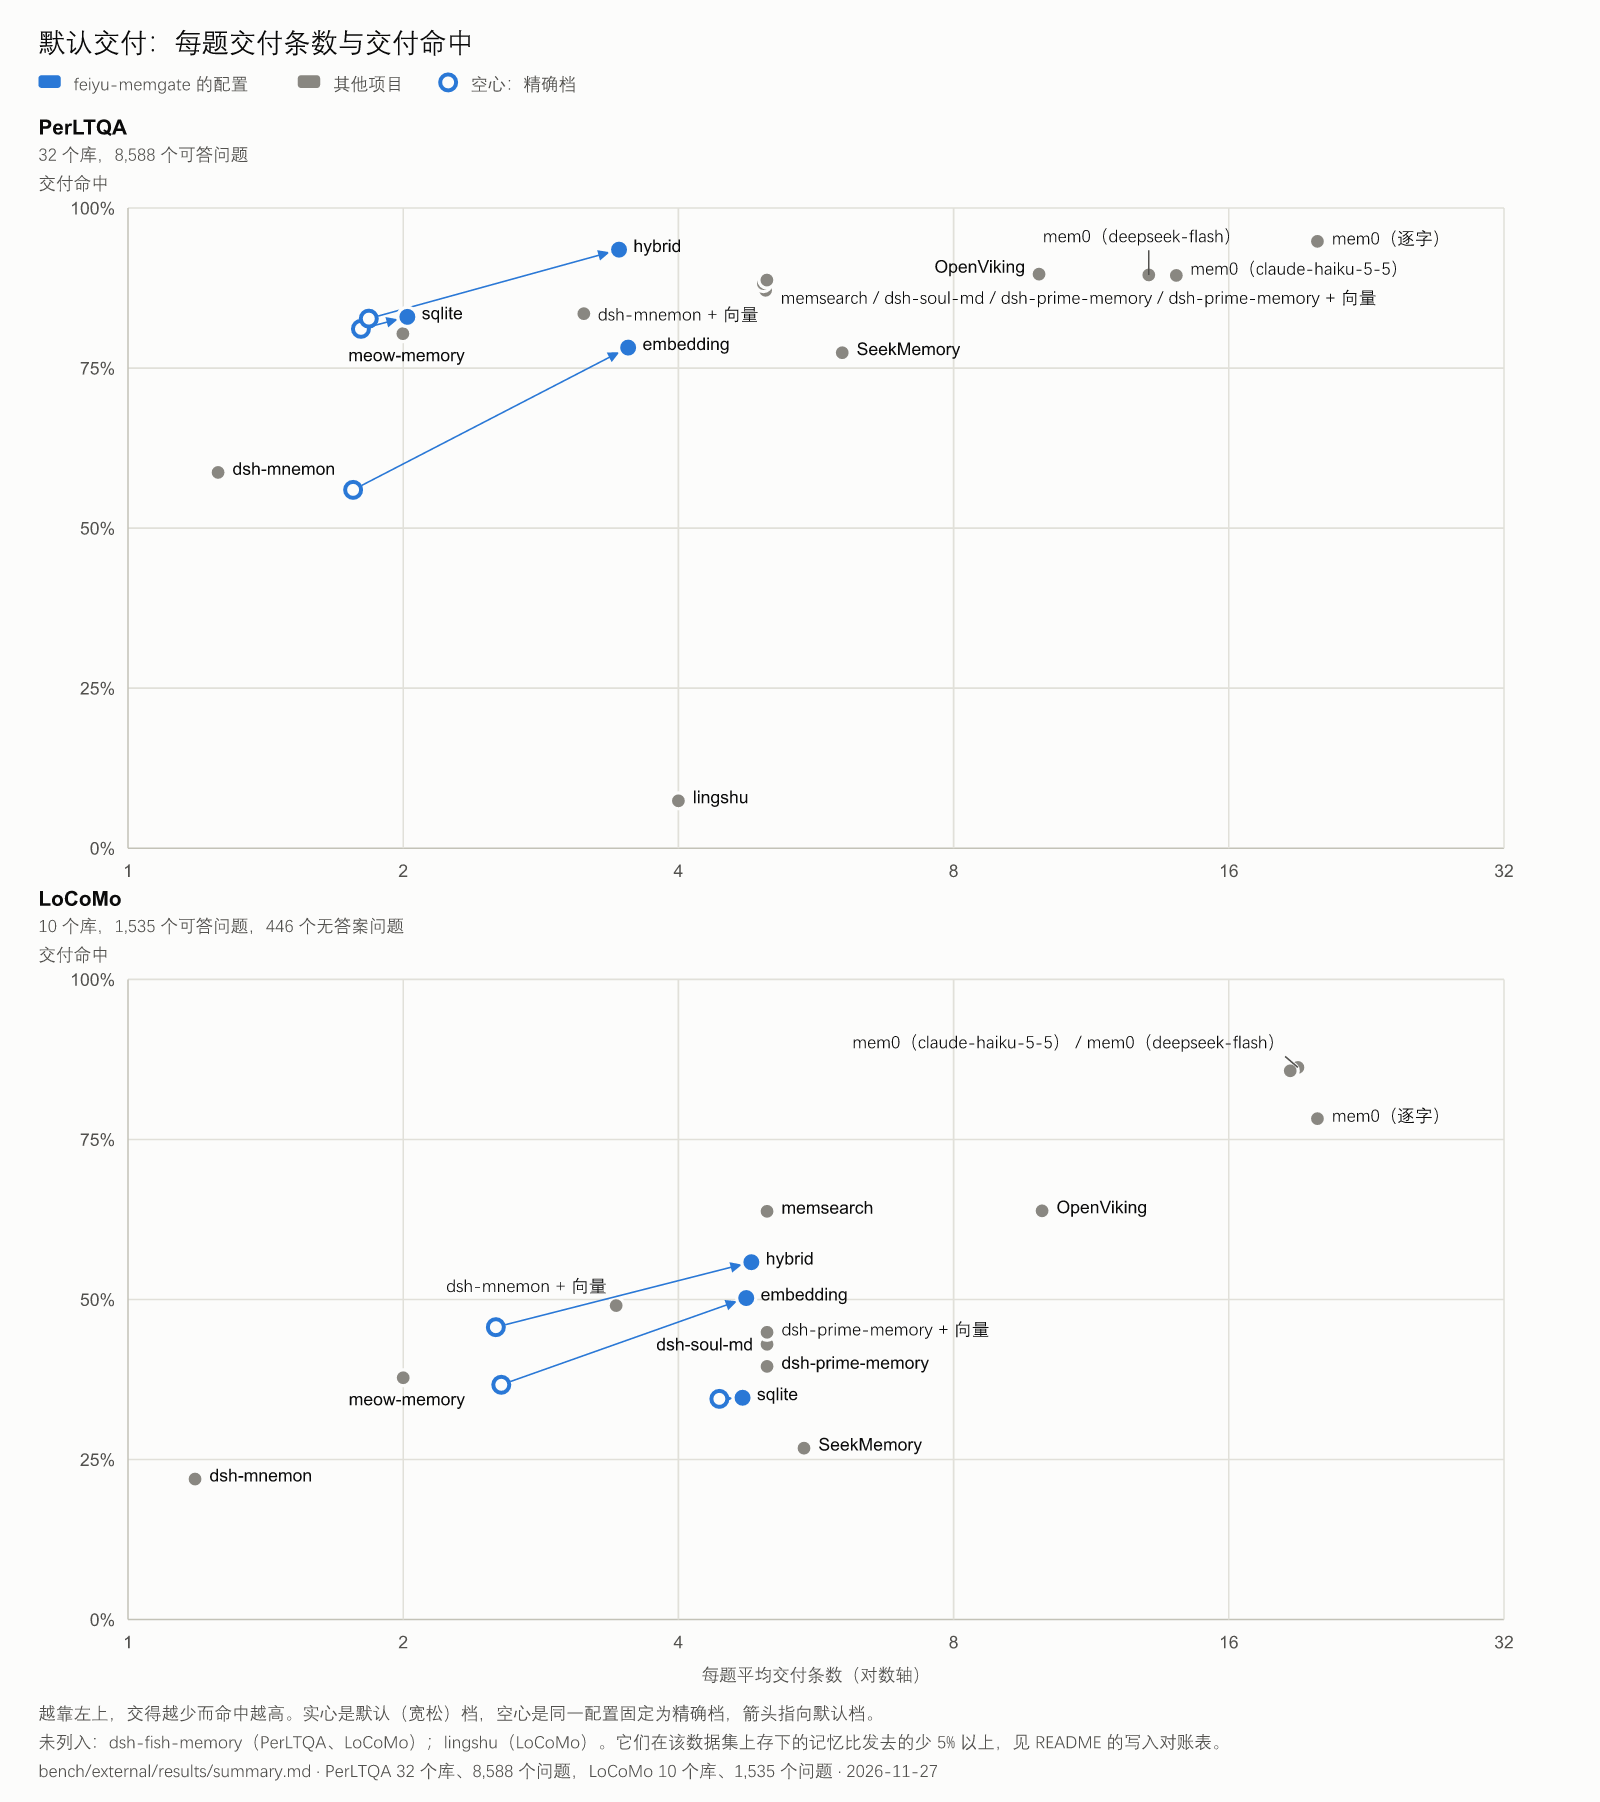 默认交付：每题交付条数与交付命中
feiyu-memgate 的配置
其他项目
空心：精确档
PerLTQA
32 个库，8,588 个可答问题
交付命中
100%
mem0（deepseek-flash）
mem0（逐字）
hybrid
OpenViking
mem0（claude-haiku-5-5）
memsearch / dsh-soul-md / dsh-prime-memory / dsh-prime-memory + 向量
sqlite
dsh-mnemon + 向量
meow-memory
embedding
SeekMemory
75%
dsh-mnemon
50%
25%
lingshu
0%
1
2
4
8
16
32
LoCoMo
10 个库，1,535 个可答问题，446 个无答案问题
交付命中
100%
mem0（claude-haiku-5-5） / mem0（deepseek-flash）
mem0（逐字）
75%
memsearch
OpenViking
hybrid
dsh-mnemon + 向量
embedding
50%
dsh-prime-memory + 向量
dsh-soul-md
dsh-prime-memory
meow-memory
sqlite
SeekMemory
25%
dsh-mnemon
0%
1
2
4
8
16
32
每题平均交付条数（对数轴）
越靠左上，交得越少而命中越高。实心是默认（宽松）档，空心是同一配置固定为精确档，箭头指向默认档。
未列入：dsh-fish-memory（PerLTQA、LoCoMo）；lingshu（LoCoMo）。它们在该数据集上存下的记忆比发去的少 5% 以上，见 README 的写入对账表。
bench/external/results/summary.md · PerLTQA 32 个库、8,588 个问题，LoCoMo 10 个库、1,535 个问题 · 2026-11-27